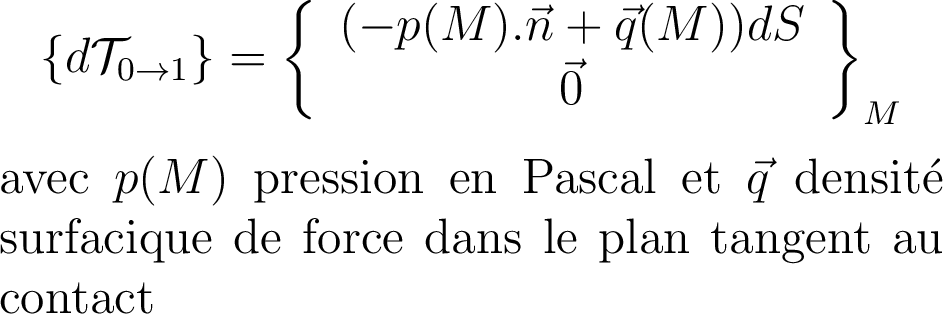 $\{d\mathcal{T}_{0\to 1}\} = \left\{ \begin{array}{c} (-p(M).\vec{n} + \vec{q}(M))dS \\ \vec{0} \end{array} \right\}_M$
avec p(M) pression en Pascal et $\vec{q}$ densité
surfacique de force dans le plan tangent au
contact